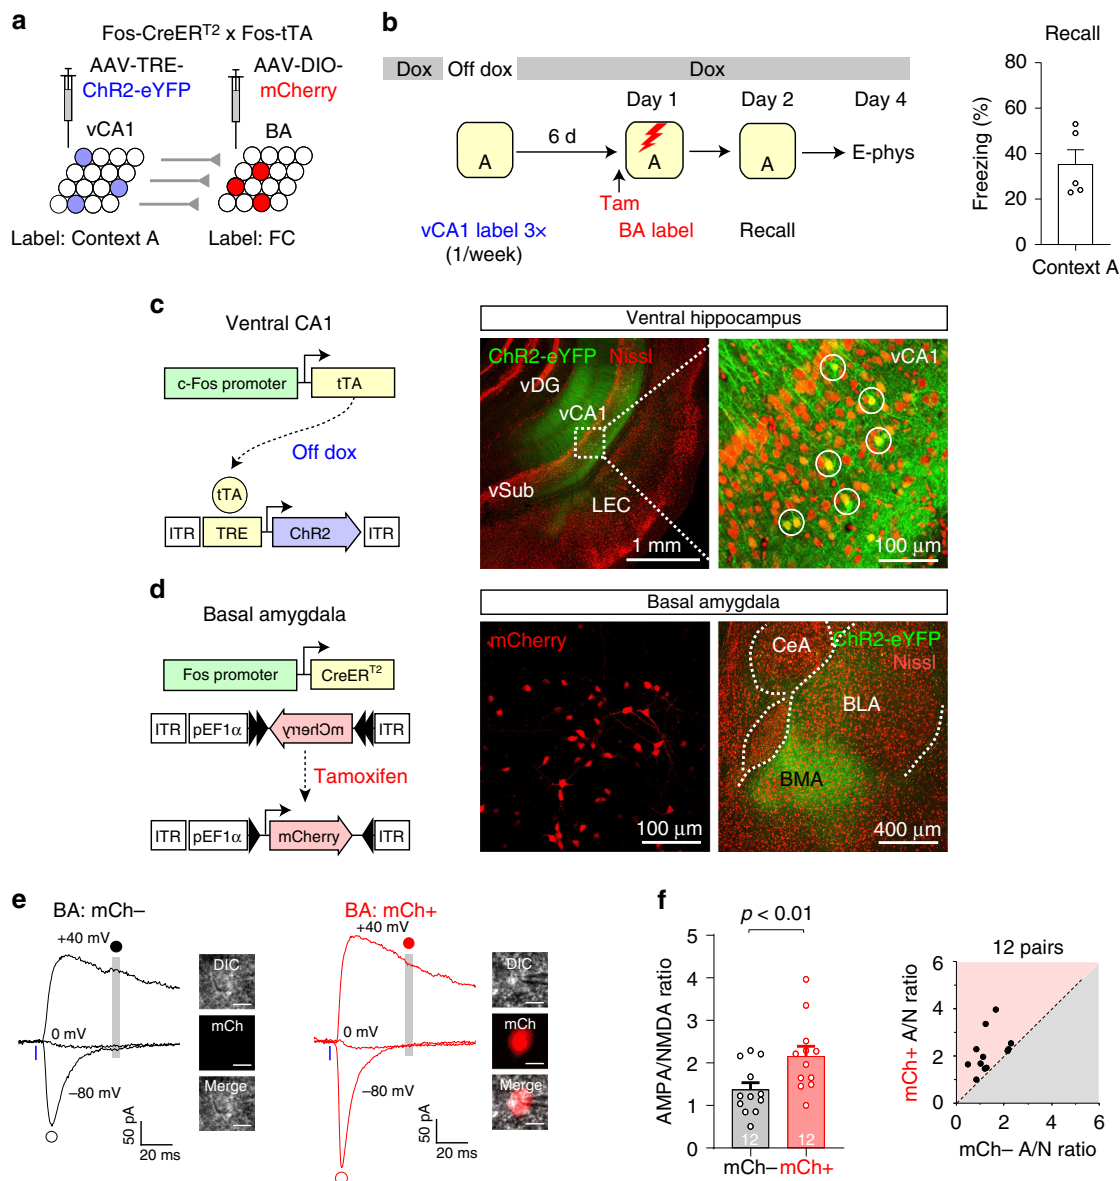 a
Fos-CreERT2 x Fos-tTA
AAV-TRE-
ChR2-eYFP
AAV-DIO-
mCherry
vCA1
BA
Label: Context A
Label: FC
b
Dox
Off dox
Dox
Day 1
Day 2
Day 4
A
6 d
A
A
E-phys
Tam
vCA1 label 3×
(1/week)
BA label
Recall
Recall
Freezing (%)
80
60
40
20
0
Context A
c
Ventral CA1
c-Fos promoter
tTA
Off dox
tTA
ITR
TRE
ChR2
ITR
Ventral hippocampus
ChR2-eYFP
Nissl
vDG
vCA1
vSub
LEC
1 mm
vCA1
100 μm
d
Basal amygdala
Fos promoter
CreERT2
ITR
pEF1α
mCherry
ITR
Tamoxifen
ITR
pEF1α
mCherry
ITR
Basal amygdala
mCherry
100 μm
CeA
ChR2-eYFP
Nissl
BLA
BMA
400 μm
e
BA: mCh–
+40 mV
0 mV
–80 mV
50 pA
20 ms
DIC
mCh
Merge
BA: mCh+
+40 mV
0 mV
–80 mV
50 pA
20 ms
DIC
mCh
Merge
f
p < 0.01
AMPA/NMDA ratio
5
4
3
2
1
0
12
12
mCh–
mCh+
12 pairs
mCh+ A/N ratio
6
4
2
0
0
2
4
6
mCh– A/N ratio